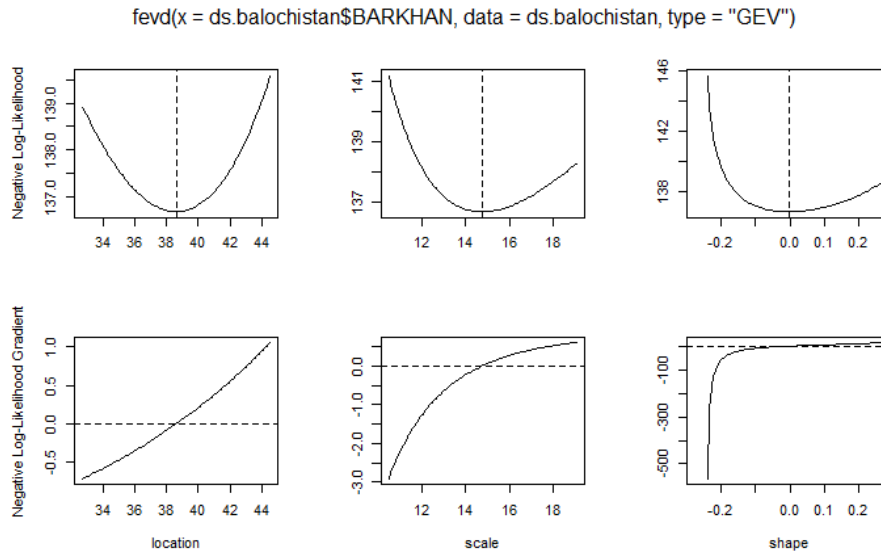 fevd(x = ds.balochistan$BARKHAN, data = ds.balochistan, type = "GEV")
Negative Log-Likelihood
137.0 138.0 139.0
34 36 38 40 42 44
137 139 141
12 14 16 18
138 142 146
-0.2 0.0 0.1 0.2
Negative Log-Likelihood Gradient
-0.5 0.0 0.5 1.0
34 36 38 40 42 44
location
-3.0 -2.0 -1.0 0.0
12 14 16 18
scale
-500 -300 -100
-0.2 0.0 0.1 0.2
shape